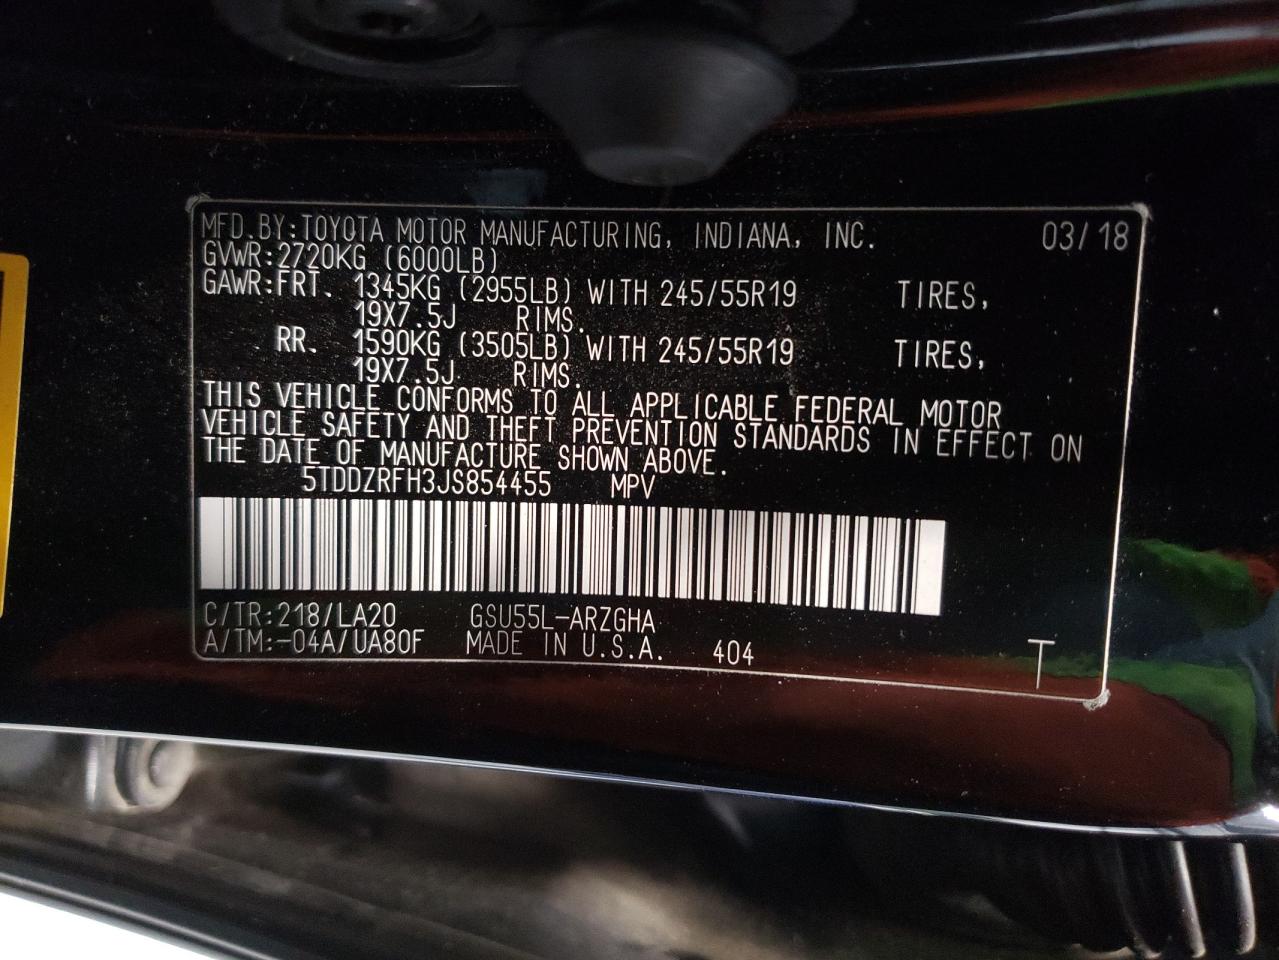 MFD.BY:TOYOTA MOTOR MANUFACTURING, INDIANA, INC. 03/18
GVWR:2720KG (6000LB)
GAWR:FRT. 1345KG (2955LB) WITH 245/55R19 TIRES,
19X7.5J RIMS.
RR. 1590KG (3505LB) WITH 245/55R19 TIRES,
19X7.5J RIMS.
THIS VEHICLE CONFORMS TO ALL APPLICABLE FEDERAL MOTOR
VEHICLE SAFETY AND THEFT PREVENTION STANDARDS IN EFFECT ON
THE DATE OF MANUFACTURE SHOWN ABOVE.
5TDDZRFH3JS854455 MPV
C/TR:218/LA20 GSU55L-ARZGHA
A/TM:-04A/UA80F MADE IN U.S.A. 404 T